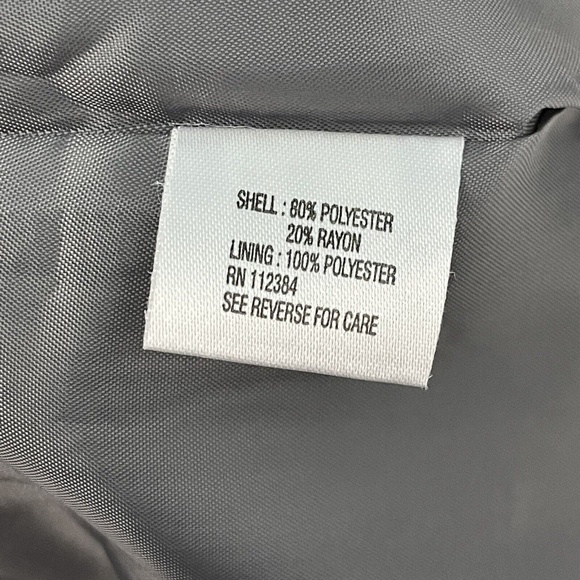 SHELL : 80% POLYESTER
20% RAYON
LINING : 100% POLYESTER
RN 112384
SEE REVERSE FOR CARE